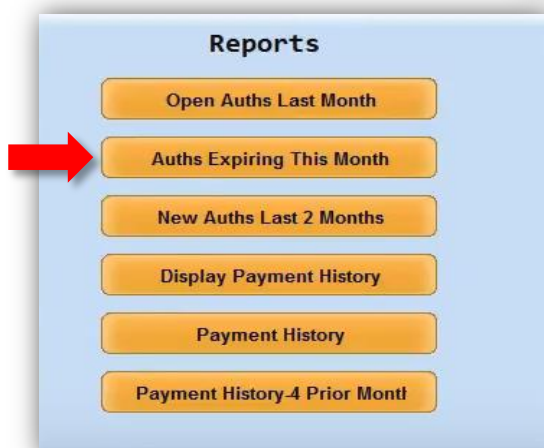 Reports
Open Auths Last Month
Auths Expiring This Month
New Auths Last 2 Months
Display Payment History
Payment History
Payment History-4 Prior Montl